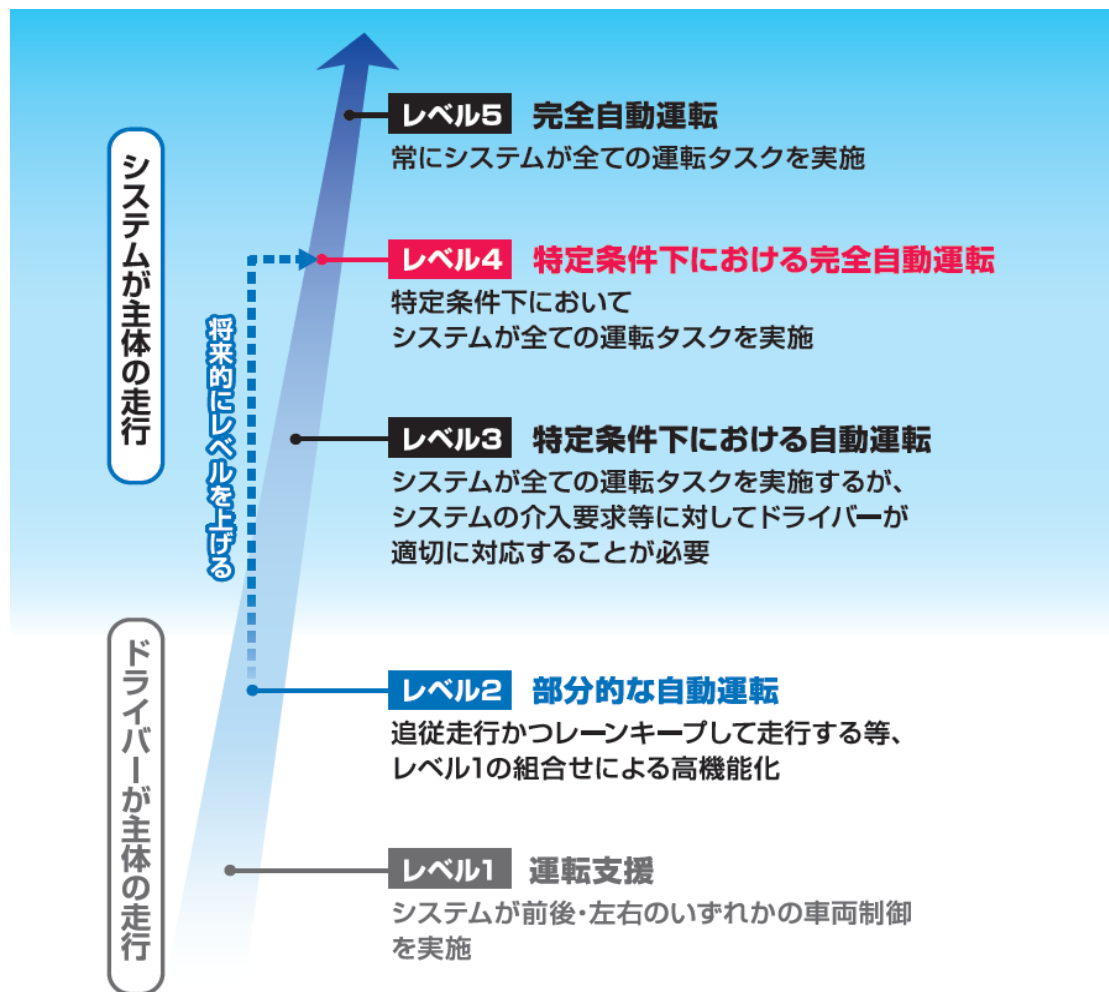 レベル5 完全自動運転
常にシステムが全ての運転タスクを実施
システムが主体の走行
レベル4 特定条件下における完全自動運転
特定条件下において
システムが全ての運転タスクを実施
将来的にレベルを上げる
レベル3 特定条件下における自動運転
システムが全ての運転タスクを実施するが、
システムの介入要求等に対してドライバーが
適切に対応することが必要
ドライバーが主体の走行
レベル2 部分的な自動運転
追従走行かつレーンキープして走行する等、
レベル1の組合せによる高機能化
レベル1 運転支援
システムが前後・左右のいずれかの車両制御
を実施